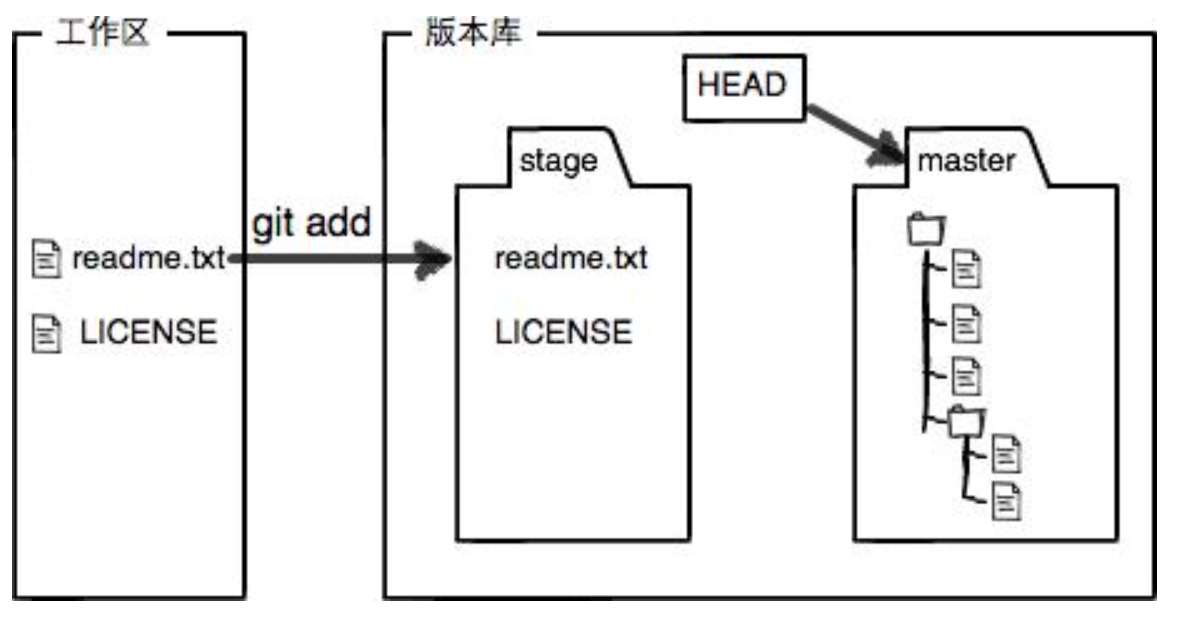 工作区
版本库
HEAD
stage
master
git add
readme.txt
readme.txt
LICENSE
LICENSE